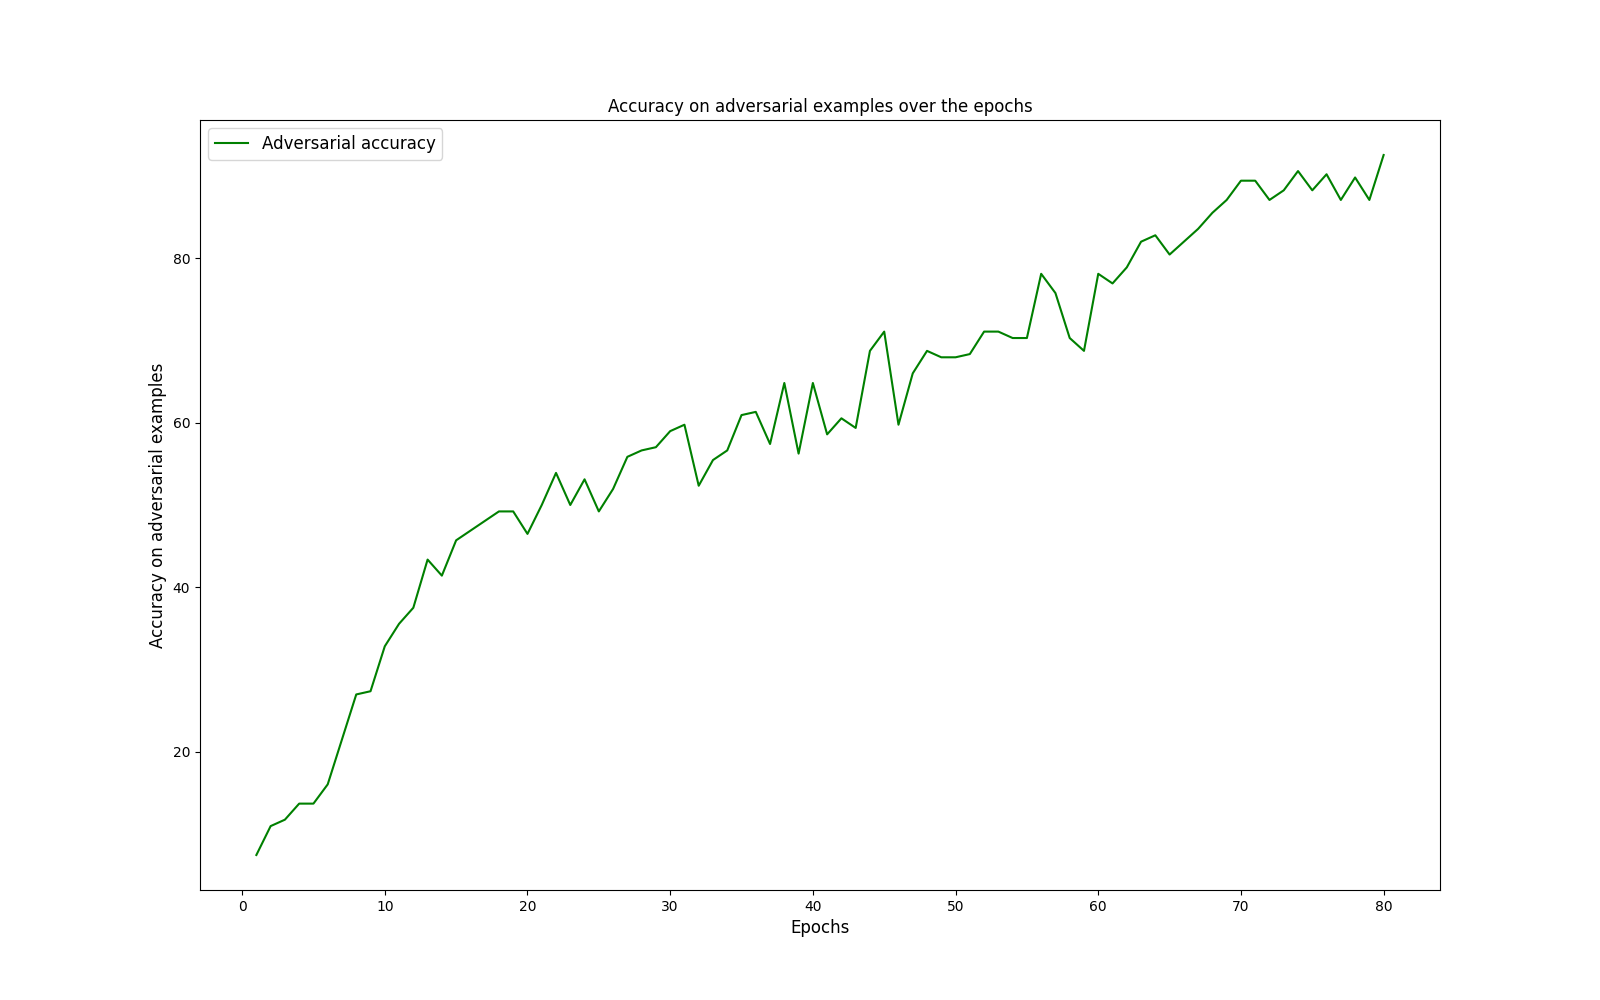 Accuracy on adversarial examples over the epochs
Adversarial accuracy
Accuracy on adversarial examples
80
60
40
20
0 10 20 30 40 50 60 70 80
Epochs